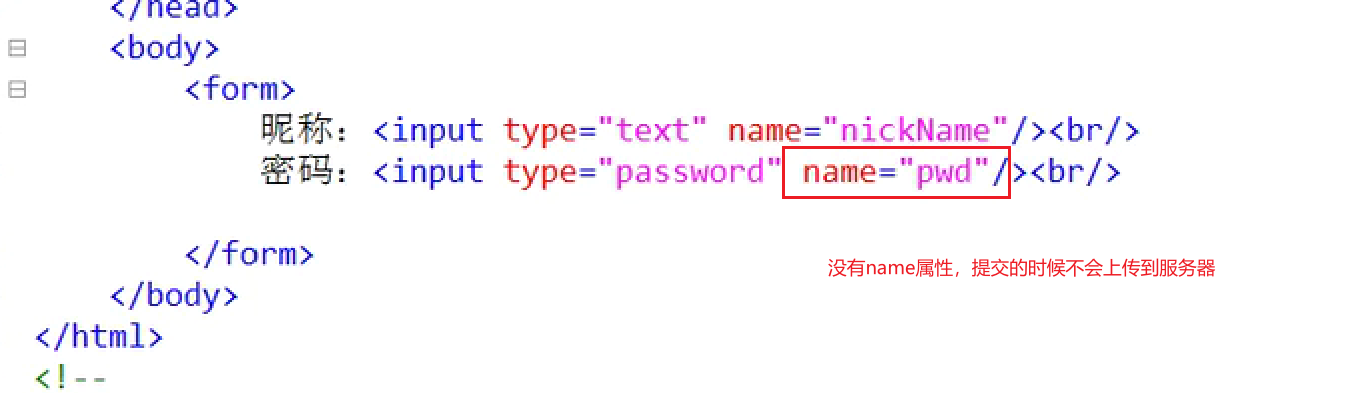 </head>
<body>
<form>
昵称：<input type="text" name="nickName"/><br/>
密码：<input type="password" name="pwd"/><br/>
</form>
没有name属性，提交的时候不会上传到服务器
</body>
</html>
<!--